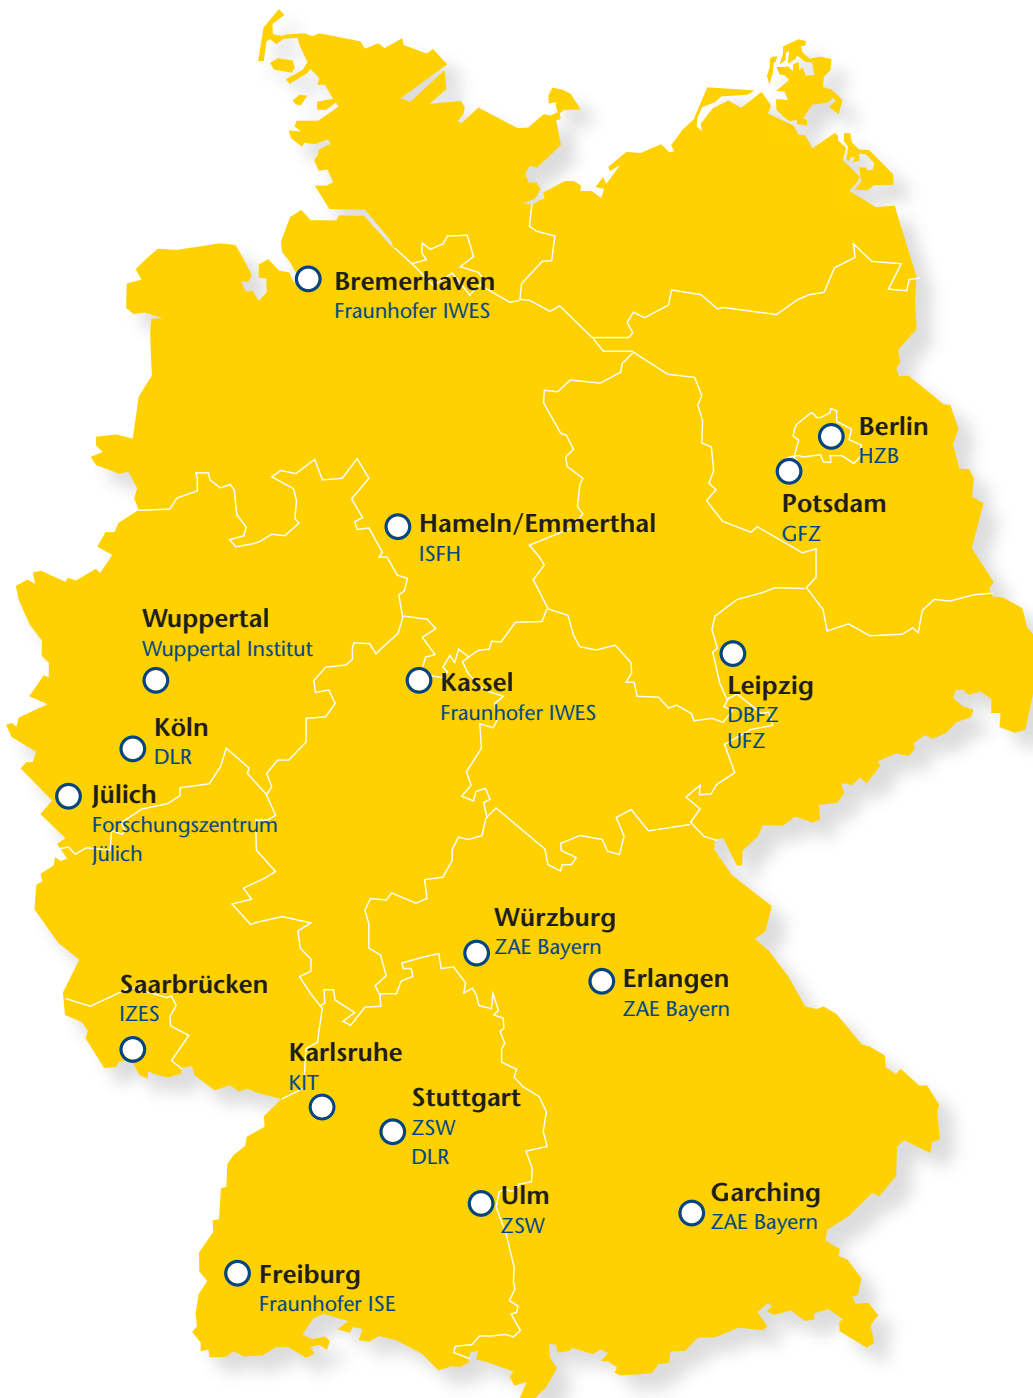 Bremerhaven
Fraunhofer IWES
Berlin
HZB
Potsdam
GFZ
Hameln/Emmerthal
ISFH
Wuppertal
Wuppertal Institut
Kassel
Fraunhofer IWES
Leipzig
DBFZ
UFZ
Köln
DLR
Jülich
Forschungszentrum
Jülich
Würzburg
ZAE Bayern
Erlangen
ZAE Bayern
Saarbrücken
IZES
Karlsruhe
KIT
Stuttgart
ZSW
DLR
Ulm
ZSW
Garching
ZAE Bayern
Freiburg
Fraunhofer ISE